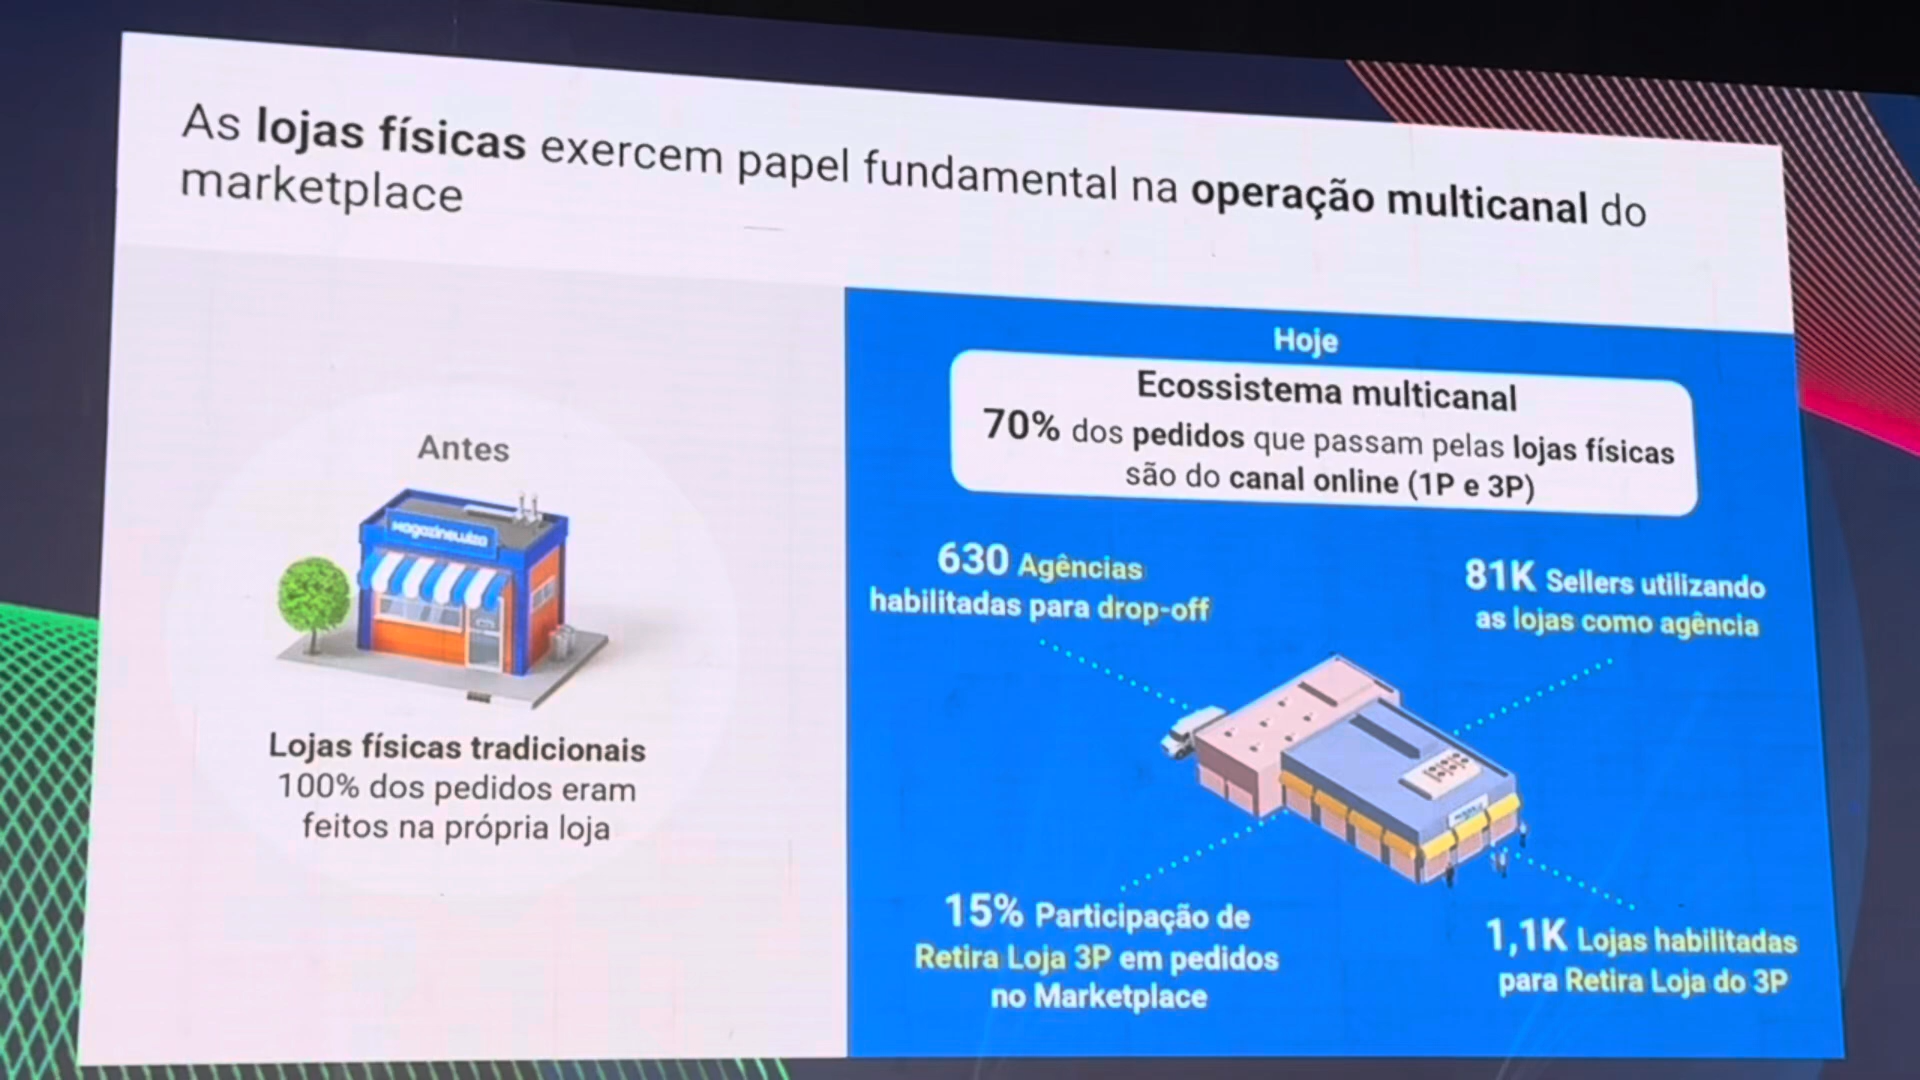 As lojas físicas exercem papel fundamental na operação multicanal do
marketplace
Antes
MagazineLuiza
Lojas físicas tradicionais
100% dos pedidos eram
feitos na própria loja
Hoje
Ecossistema multicanal
70% dos pedidos que passam pelas lojas físicas
são do canal online (1P e 3P)
630 Agências
habilitadas para drop-off
81K Sellers utilizando
as lojas como agência
15% Participação de
Retira Loja 3P em pedidos
no Marketplace
1,1K Lojas habilitadas
para Retira Loja do 3P